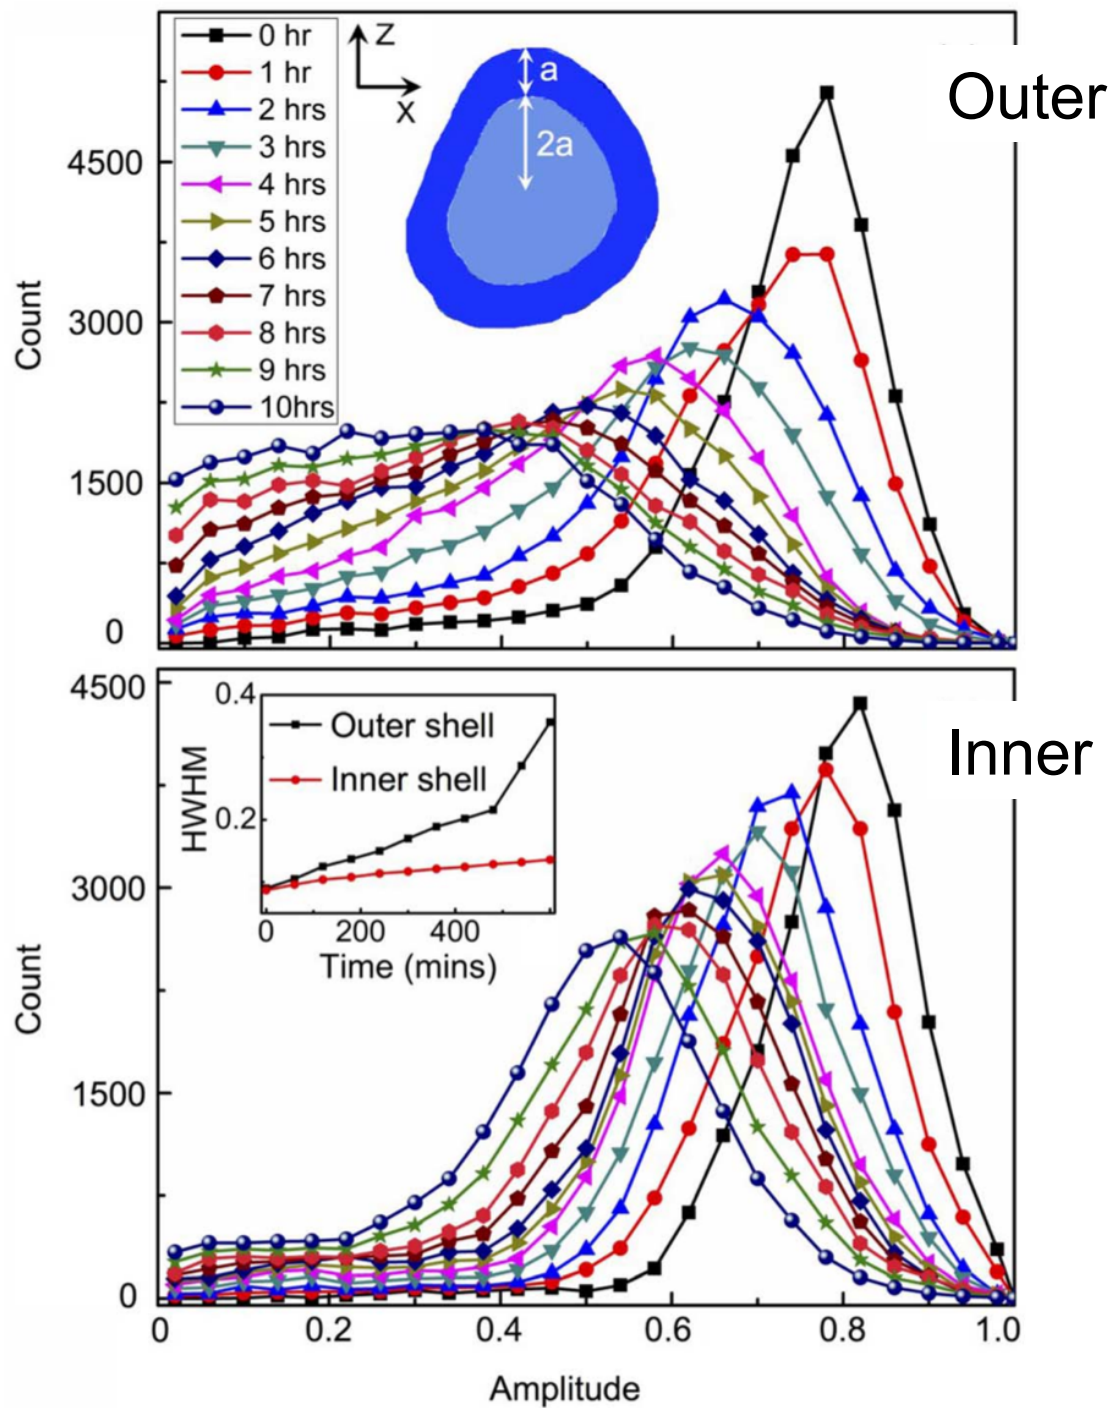 0 hr
1 hr
2 hrs
3 hrs
4 hrs
5 hrs
6 hrs
7 hrs
8 hrs
9 hrs
10hrs
Z
X
a
2a
Outer
4500
3000
1500
0
Count
Inner
4500
3000
1500
0
Count
0.4
0.2
HWHM
Outer shell
Inner shell
0 200 400
Time (mins)
0 0.2 0.4 0.6 0.8 1.0
Amplitude